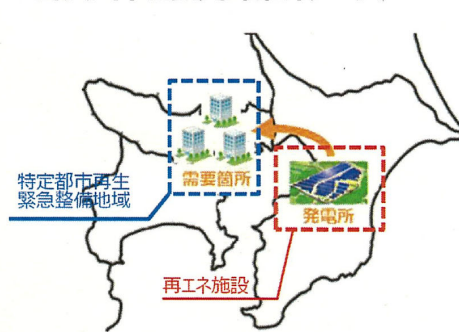 需要箇所
特定都市再生
緊急整備地域
発電所
再エネ施設